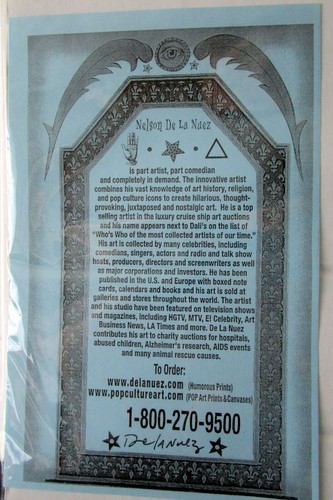 Nelson De La Nuez
is part artist, part comedian
and completely in demand. The innovative artist
combines his vast knowledge of art history, religion,
and pop culture icons to create hilarious, thought-
provoking, juxtaposed and nostalgic art. He is a top
selling artist in the luxury cruise ship art auctions
and his name appears next to Dali's on the list of
"Who's Who of the most collected artists of our time."
His art is collected by many celebrities, including
comedians, singers, actors and radio and talk show
hosts, producers, directors and screenwriters as well
as major corporations and investors. He has been
published in the U.S. and Europe with boxed note
cards, calendars and books and his art is sold at
galleries and stores throughout the world. The artist
and his studio have been featured on television shows
and magazines, including HGTV, MTV, E! Celebrity, Art
Business News, LA Times and more. De La Nuez
contributes his art to charity auctions for hospitals,
abused children, Alzheimer's research, AIDS events
and many animal rescue causes.
To Order:
www.delanuez.com (Humorous Prints)
www.popcultureart.com (POP Art Prints & Canvases)
1-800-270-9500
DeLaNuez